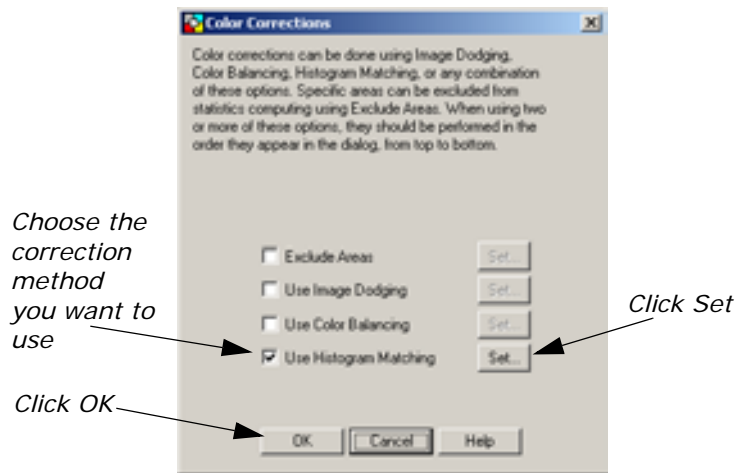 Color Corrections
Color corrections can be done using Image Dodging,
Color Balancing, Histogram Matching, or any combination
of these options. Specific areas can be excluded from
statistics computing using Exclude Areas. When using two
or more of these options, they should be performed in the
order they appear in the dialog, from top to bottom.
Choose the
correction
method
you want to
use
Exclude Areas Set...
Use Image Dodging Set...
Use Color Balancing Set...
Use Histogram Matching Set...
Click Set
Click OK
OK Cancel Help